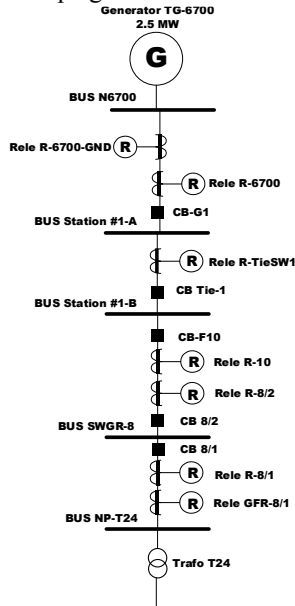 Generator TG-6700
2.5 MW
G
BUS N6700
Rele R-6700-GND
R
R
Rele R-6700
CB-G1
BUS Station #1-A
R
Rele R-TieSW1
CB Tie-1
BUS Station #1-B
CB-F10
R
Rele R-10
R
Rele R-8/2
CB 8/2
BUS SWGR-8
CB 8/1
R
Rele R-8/1
R
Rele GFR-8/1
BUS NP-T24
Trafo T24